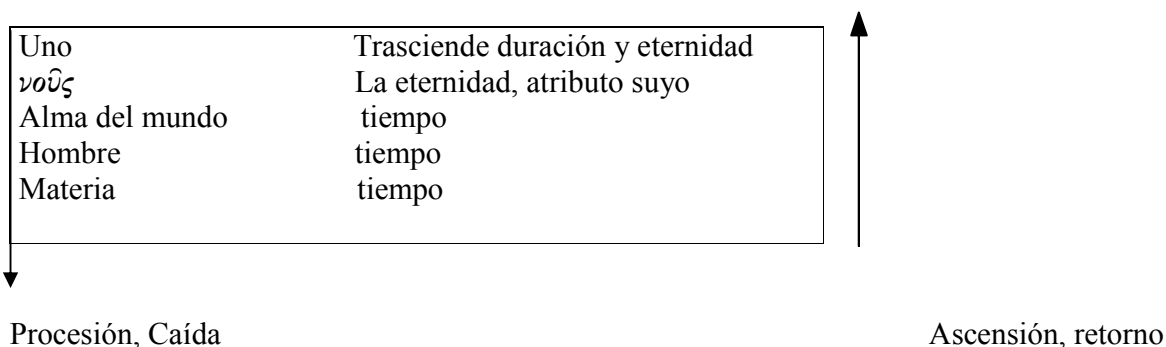 Uno Trasciende duración y eternidad
νοῦς La eternidad, atributo suyo
Alma del mundo tiempo
Hombre tiempo
Materia tiempo
Procesión, Caída Ascensión, retorno